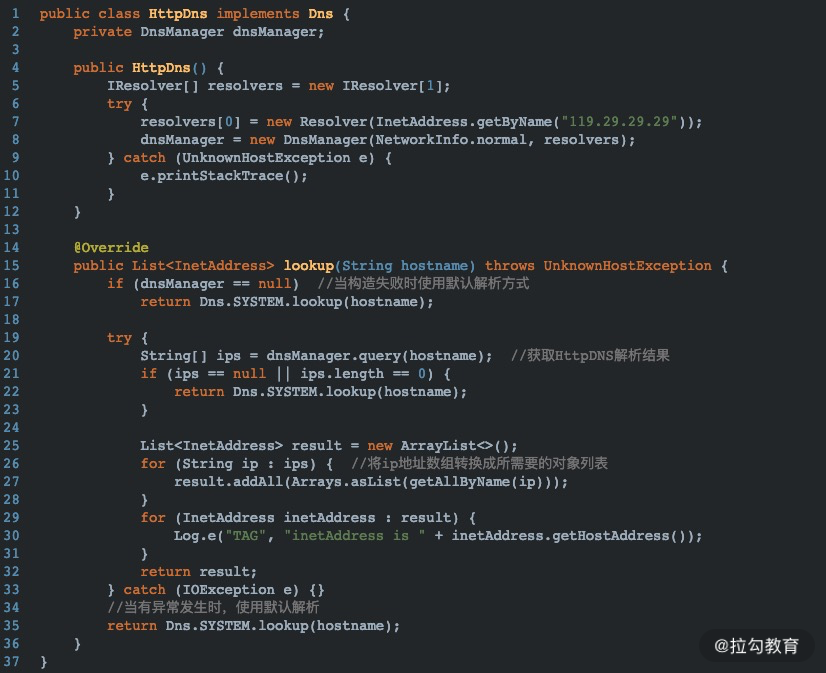 1 public class HttpDns implements Dns {
2     private DnsManager dnsManager;
3
4     public HttpDns() {
5         IResolver[] resolvers = new IResolver[1];
6         try {
7             resolvers[0] = new Resolver(InetAddress.getByName("119.29.29.29"));
8             dnsManager = new DnsManager(NetworkInfo.normal, resolvers);
9         } catch (UnknownHostException e) {
10             e.printStackTrace();
11         }
12     }
13
14     @Override
15     public List<InetAddress> lookup(String hostname) throws UnknownHostException {
16         if (dnsManager == null)  //当构造失败时使用默认解析方式
17             return Dns.SYSTEM.lookup(hostname);
18
19         try {
20             String[] ips = dnsManager.query(hostname);  //获取HttpDNS解析结果
21             if (ips == null || ips.length == 0) {
22                 return Dns.SYSTEM.lookup(hostname);
23             }
24
25             List<InetAddress> result = new ArrayList<>();
26             for (String ip : ips) {  //将ip地址数组转换成所需要的对象列表
27                 result.addAll(Arrays.asList(getAllByName(ip)));
28             }
29             for (InetAddress inetAddress : result) {
30                 Log.e("TAG", "inetAddress is " + inetAddress.getHostAddress());
31             }
32             return result;
33         } catch (IOException e) {}
34         //当有异常发生时，使用默认解析
35         return Dns.SYSTEM.lookup(hostname);
36     }
37 }
@拉勾教育